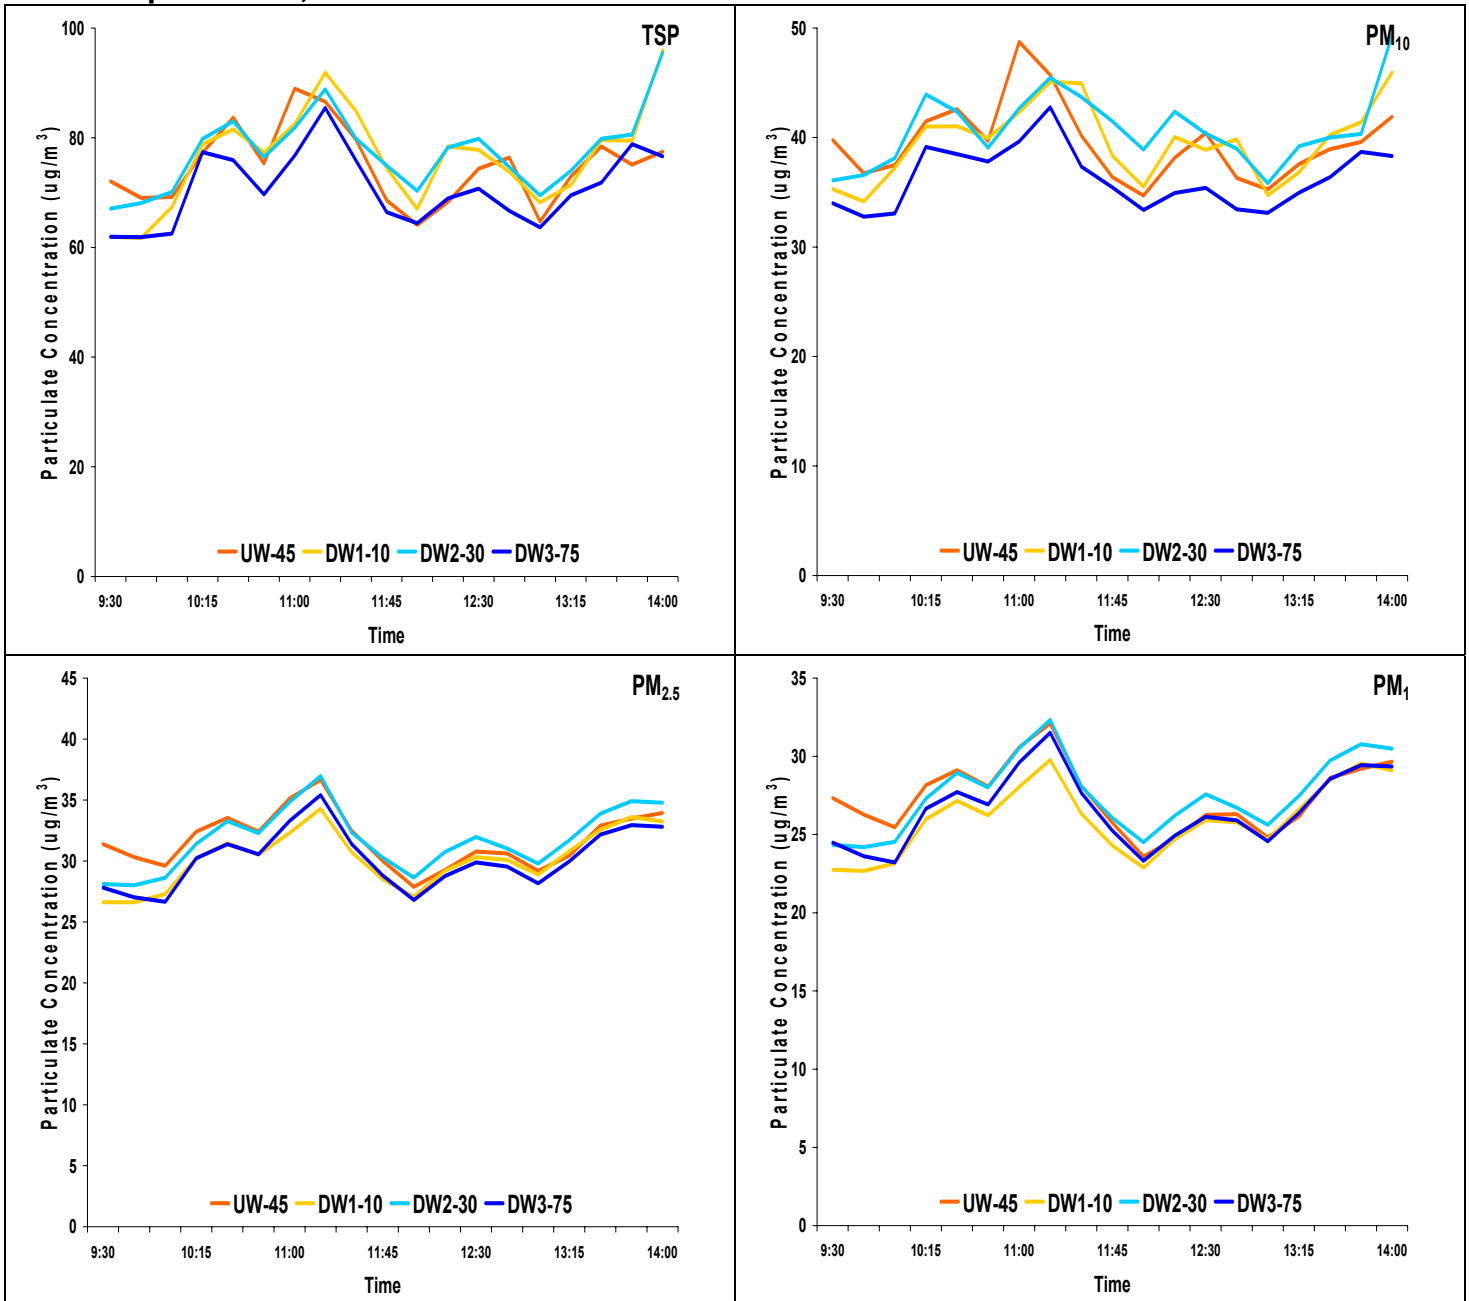 TSP
100
80
60
40
20
0
Particulate Concentration (ug/m³)
UW-45 DW1-10 DW2-30 DW3-75
9:30 10:15 11:00 11:45 12:30 13:15 14:00
Time
PM₁₀
50
40
30
20
10
0
Particulate Concentration (ug/m³)
UW-45 DW1-10 DW2-30 DW3-75
9:30 10:15 11:00 11:45 12:30 13:15 14:00
Time
PM₂.₅
45
40
35
30
25
20
15
10
5
0
Particulate Concentration (ug/m³)
UW-45 DW1-10 DW2-30 DW3-75
9:30 10:15 11:00 11:45 12:30 13:15 14:00
Time
PM₁
35
30
25
20
15
10
5
0
Particulate Concentration (ug/m³)
UW-45 DW1-10 DW2-30 DW3-75
9:30 10:15 11:00 11:45 12:30 13:15 14:00
Time